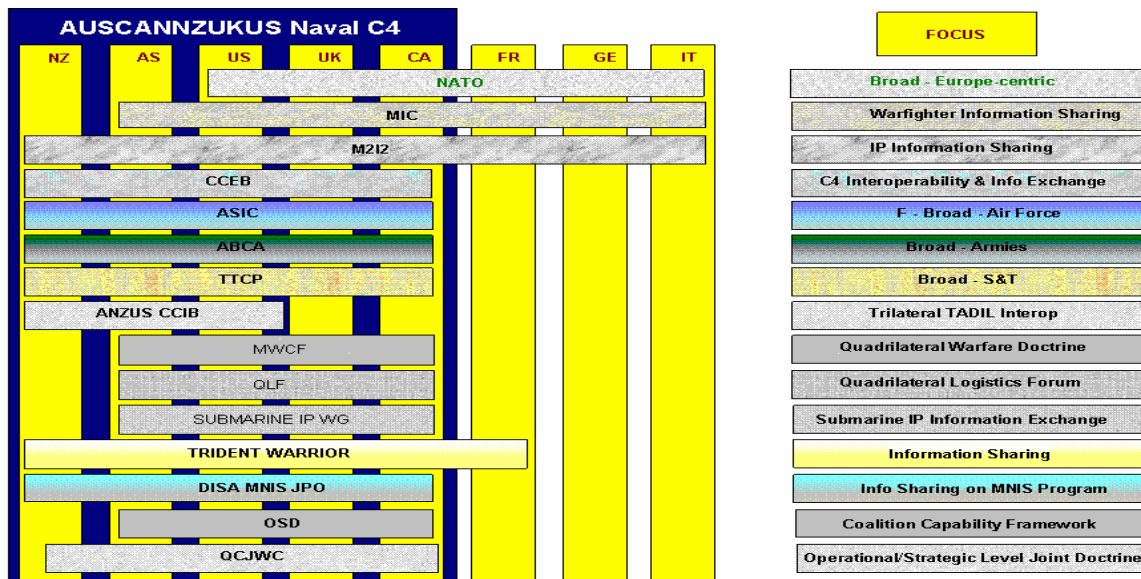 AUSCANNZUKUS Naval C4
FOCUS
NZ AS US UK CA FR GE IT
NATO Broad - Europe-centric
MIC Warfighter Information Sharing
M2I2 IP Information Sharing
CCEB C4 Interoperability & Info Exchange
ASIC F - Broad - Air Force
ABCA Broad - Armies
TTCP Broad - S&T
ANZUS CCIB Trilateral TADIL Interop
MWCF Quadrilateral Warfare Doctrine
QLF Quadrilateral Logistics Forum
SUBMARINE IP WG Submarine IP Information Exchange
TRIDENT WARRIOR Information Sharing
DISA MNIS JPO Info Sharing on MNIS Program
OSD Coalition Capability Framework
QCJWC Operational/Strategic Level Joint Doctrine